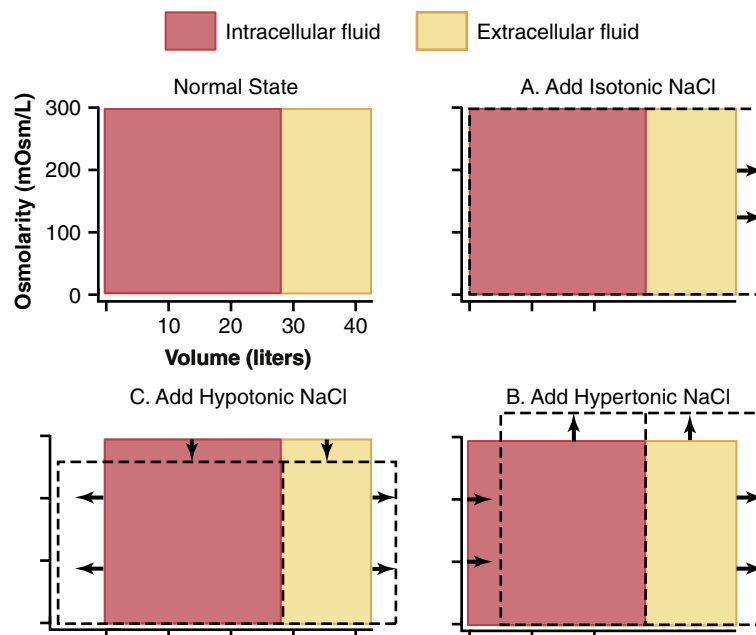 Intracellular fluid
Extracellular fluid
Normal State
A. Add Isotonic NaCl
Osmolarity (mOsm/L)
300
200
100
0
10 20 30 40
Volume (liters)
C. Add Hypotonic NaCl
B. Add Hypertonic NaCl